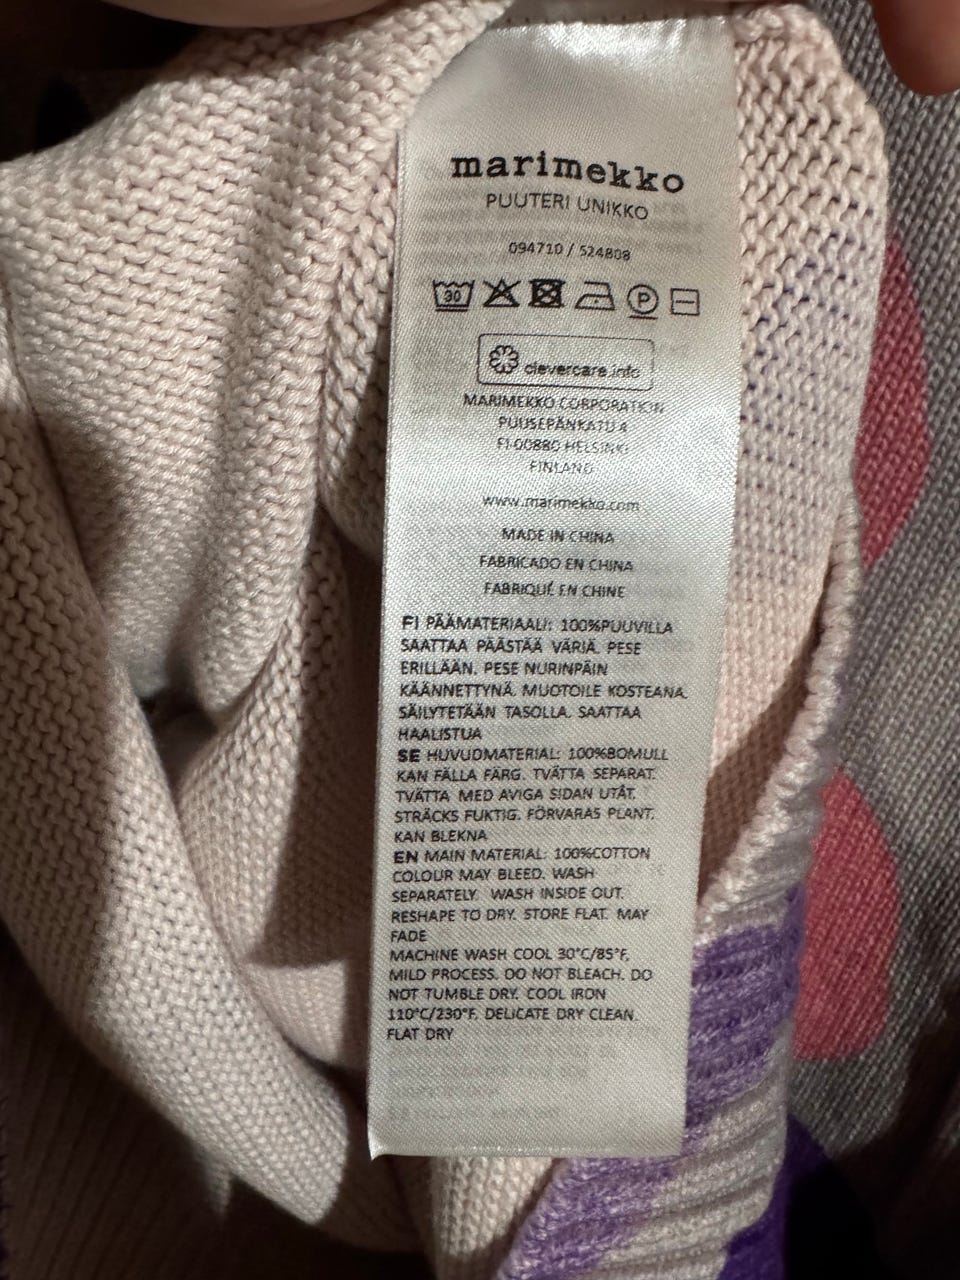 marimekko
PUUTERI UNIKKO
094710 / 524808
30
P
clevercare.info
MARIMEKKO CORPORATION
PUUSEPÄNKATU 4
FI-00880 HELSINKI
FINLAND
www.marimekko.com
MADE IN CHINA
FABRICADO EN CHINA
FABRIQUÉ EN CHINE
FI PÄÄMATERIAALI: 100%PUUVILLA
SAATTAA PÄÄSTÄÄ VÄRIÄ. PESE
ERILLÄÄN. PESE NURINPÄIN
KÄÄNNETTYNÄ. MUOTOILE KOSTEANA.
SÄILYTETÄÄN TASOLLA. SAATTAA
HAALISTUA
SE HUVUDMATERIAL: 100%BOMULL
KAN FÄLLA FÄRG. TVÄTTA SEPARAT.
TVÄTTA MED AVIGA SIDAN UTÅT.
STRÄCKS FUKTIG. FÖRVARAS PLANT.
KAN BLEKNA
EN MAIN MATERIAL: 100%COTTON
COLOUR MAY BLEED. WASH
SEPARATELY. WASH INSIDE OUT.
RESHAPE TO DRY. STORE FLAT. MAY
FADE
MACHINE WASH COOL 30°C/85°F,
MILD PROCESS. DO NOT BLEACH. DO
NOT TUMBLE DRY. COOL IRON
110°C/230°F. DELICATE DRY CLEAN.
FLAT DRY